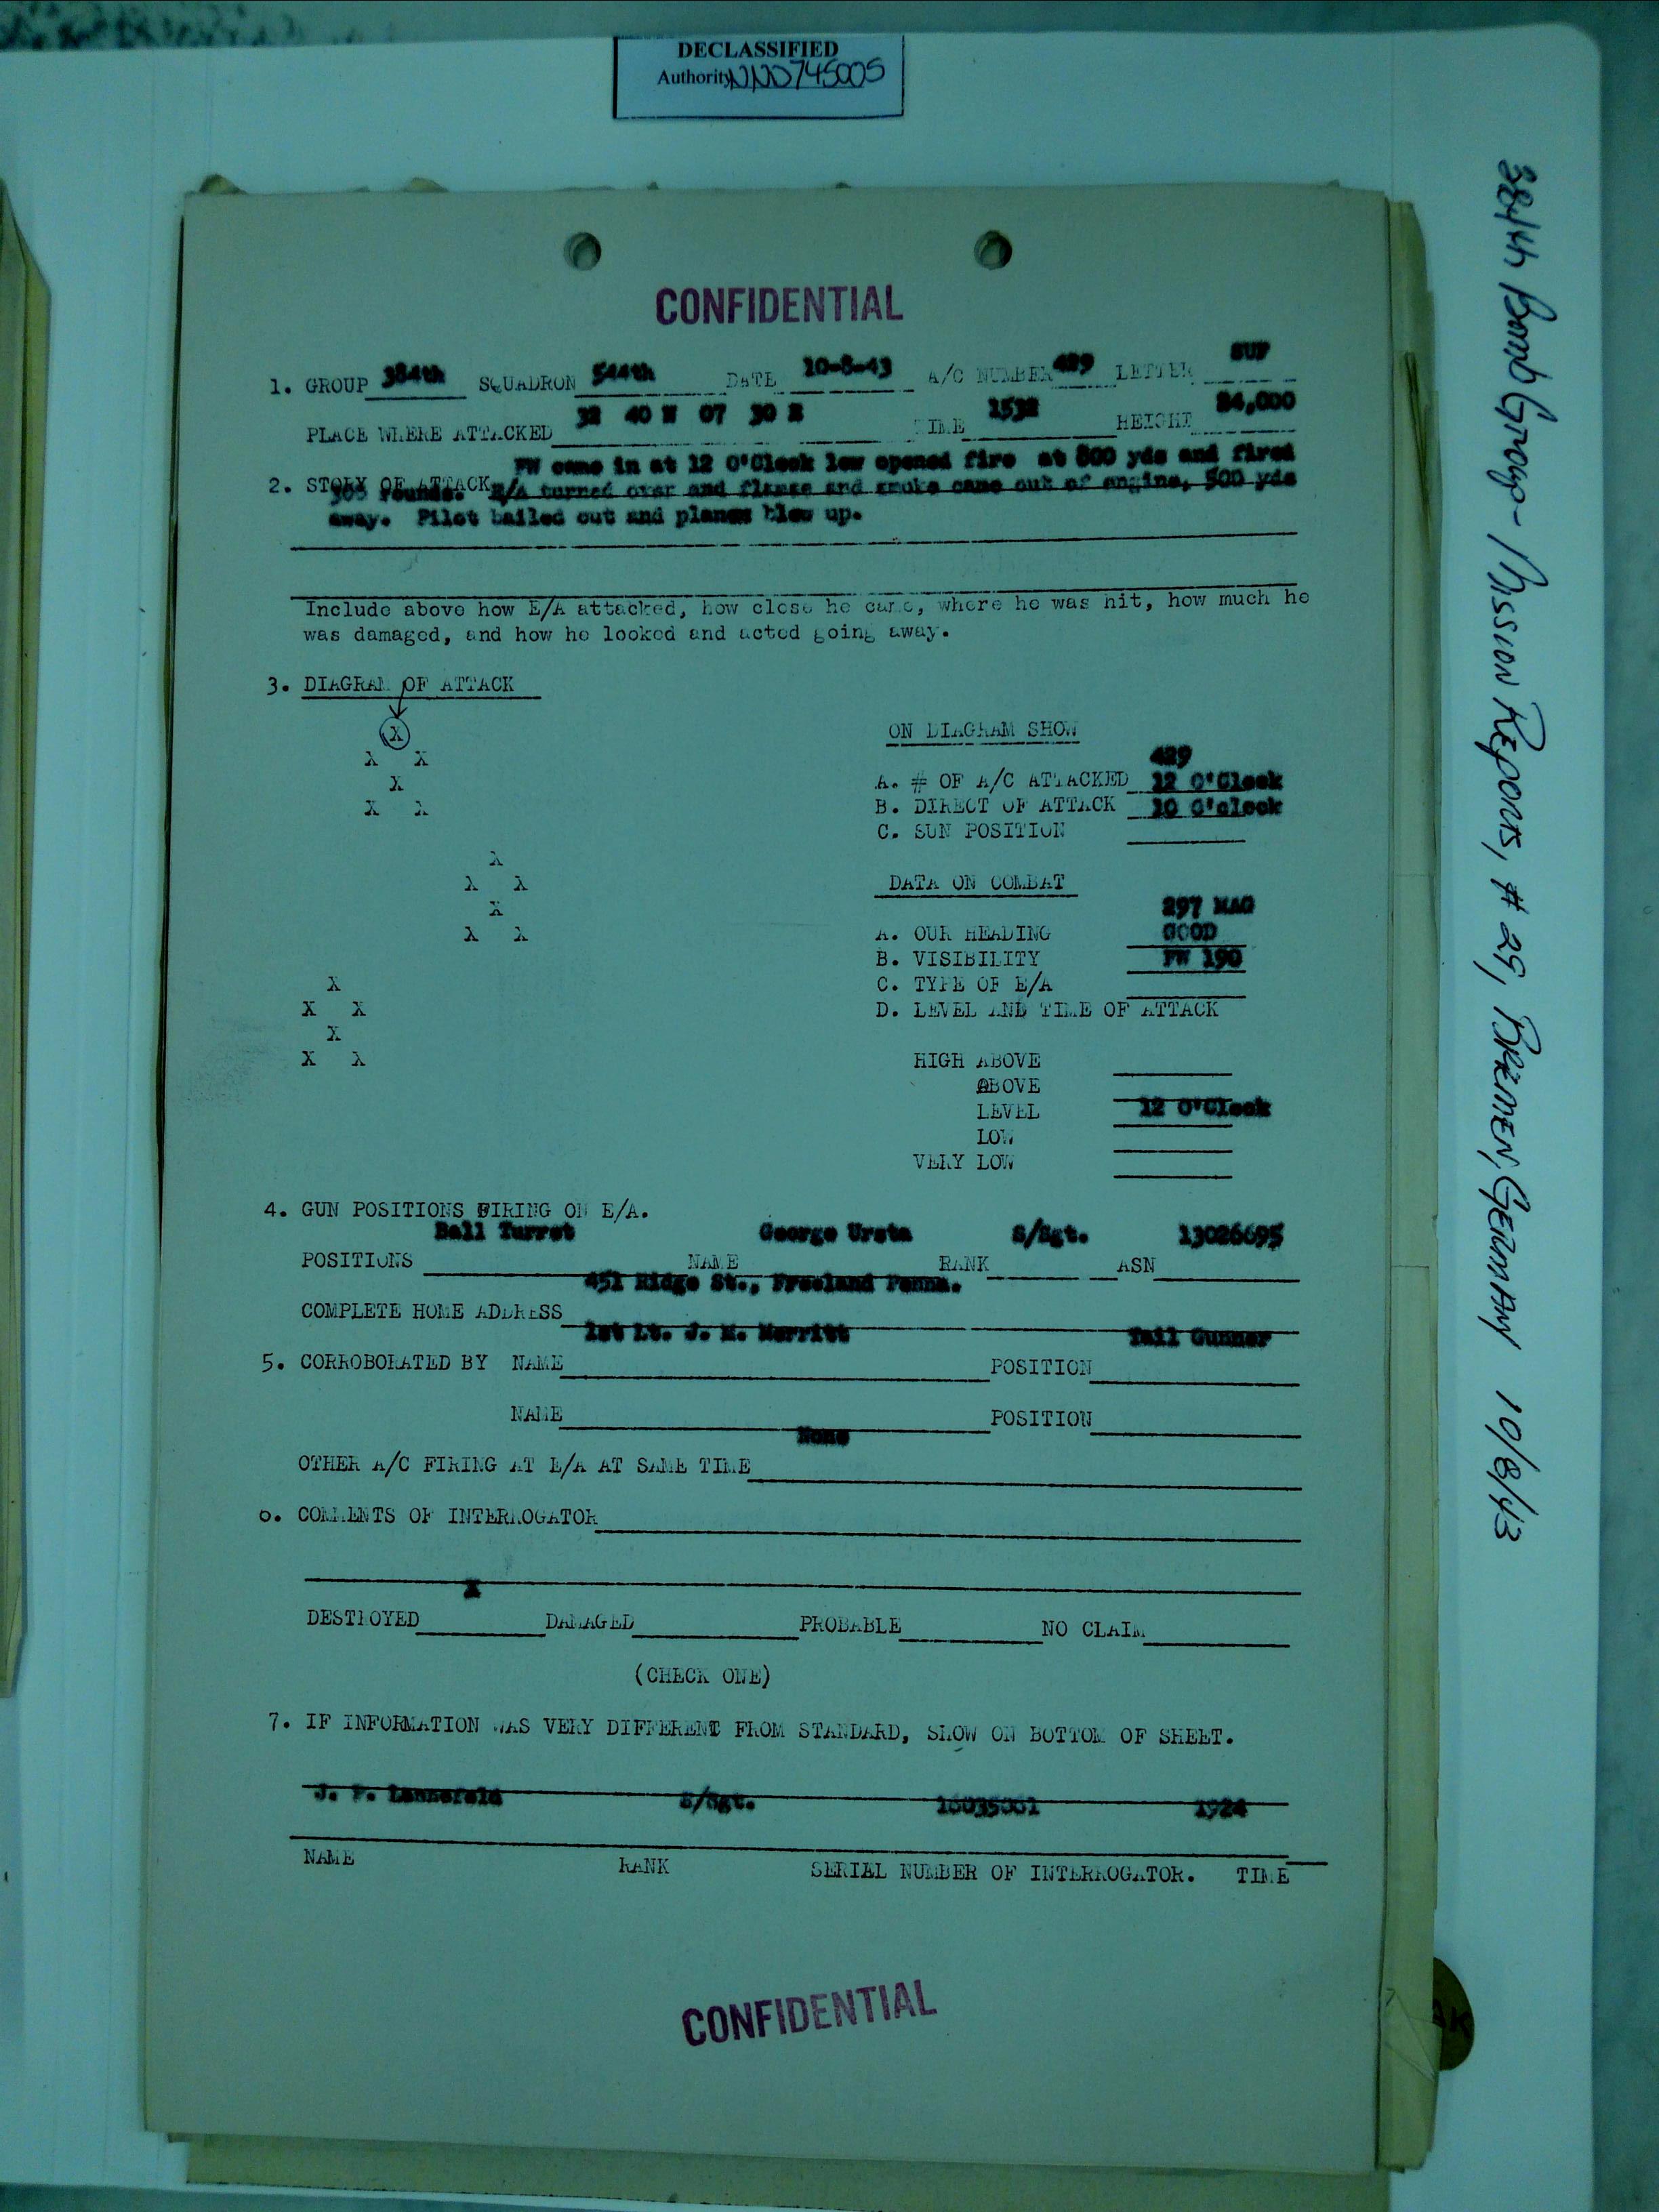 DECLASSIFIED
Authority NND745005
384th Bomb Group - Mission Reports, # 25, Bremen, Germany 10/8/43
CONFIDENTIAL
1. GROUP 384th SQUADRON 544th DATE 10-8-43 A/C NUMBER 429 LETTER SUP
PLACE WHERE ATTACKED 32 40 N 07 30 E TIME 1532 HEIGHT 24,000
2. STORY OF ATTACK FW came in at 12 O'Clock low opened fire at 800 yds and fired
rounds. E/A turned over and flames and smoke came out of engine, 500 yds
away. Pilot bailed out and planes blew up.
Include above how E/A attacked, how close he came, where he was hit, how much he
was damaged, and how he looked and acted going away.
3. DIAGRAM OF ATTACK
X
X X
X
X X
X
X X
X
X X
X
X X
X
X X
ON DIAGRAM SHOW
429
A. # OF A/C ATTACKED 12 O'Clock
B. DIRECT OF ATTACK 10 O'clock
C. SUN POSITION
DATA ON COMBAT
297 MAG
A. OUR HEADING GOOD
B. VISIBILITY FW 190
C. TYPE OF E/A
D. LEVEL AND TIME OF ATTACK
HIGH ABOVE
ABOVE
LEVEL 12 O'Clock
LOW
VERY LOW
4. GUN POSITIONS FIRING ON E/A.
Ball Turret George Ursta S/Sgt. 13026695
POSITIONS NAME RANK ASN
451 Ridge St., Freeland Penna.
COMPLETE HOME ADDRESS
1st Lt. J. M. Merritt Tail Gunner
5. CORROBORATED BY NAME POSITION
NAME POSITION
None
OTHER A/C FIRING AT E/A AT SAME TIME
6. COMMENTS OF INTERROGATOR
X
DESTROYED DAMAGED PROBABLE NO CLAIM
(CHECK ONE)
7. IF INFORMATION WAS VERY DIFFERENT FROM STANDARD, SHOW ON BOTTOM OF SHEET.
J. F. Lannefeld S/Sgt. 16035061 1924
NAME RANK SERIAL NUMBER OF INTERROGATOR. TIME
CONFIDENTIAL